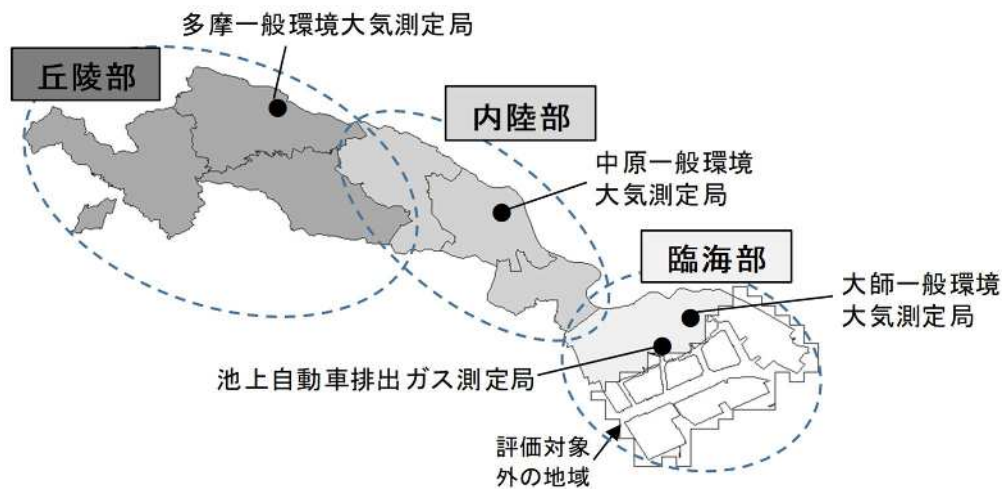 多摩一般環境大気測定局
丘陵部
内陸部
中原一般環境
大気測定局
臨海部
大師一般環境
大気測定局
池上自動車排出ガス測定局
評価対象
外の地域